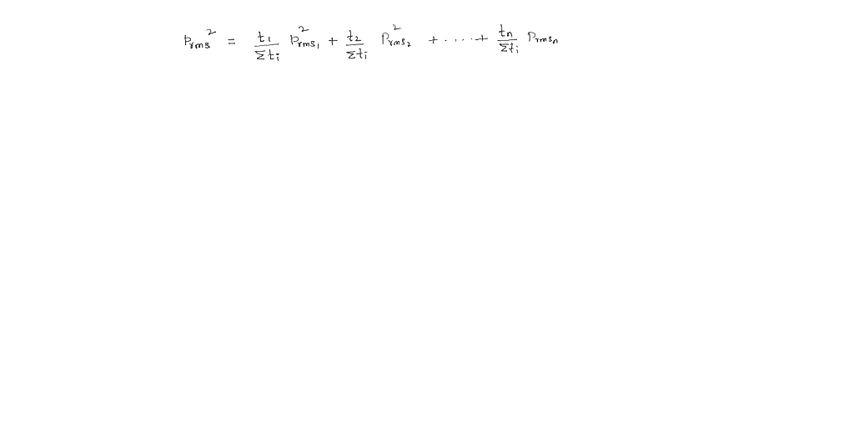 Prms² = t₁/Σtᵢ Prms₁² + t₂/Σtᵢ Prms₂² + ....+ tₙ/Σtᵢ Prmsₙ